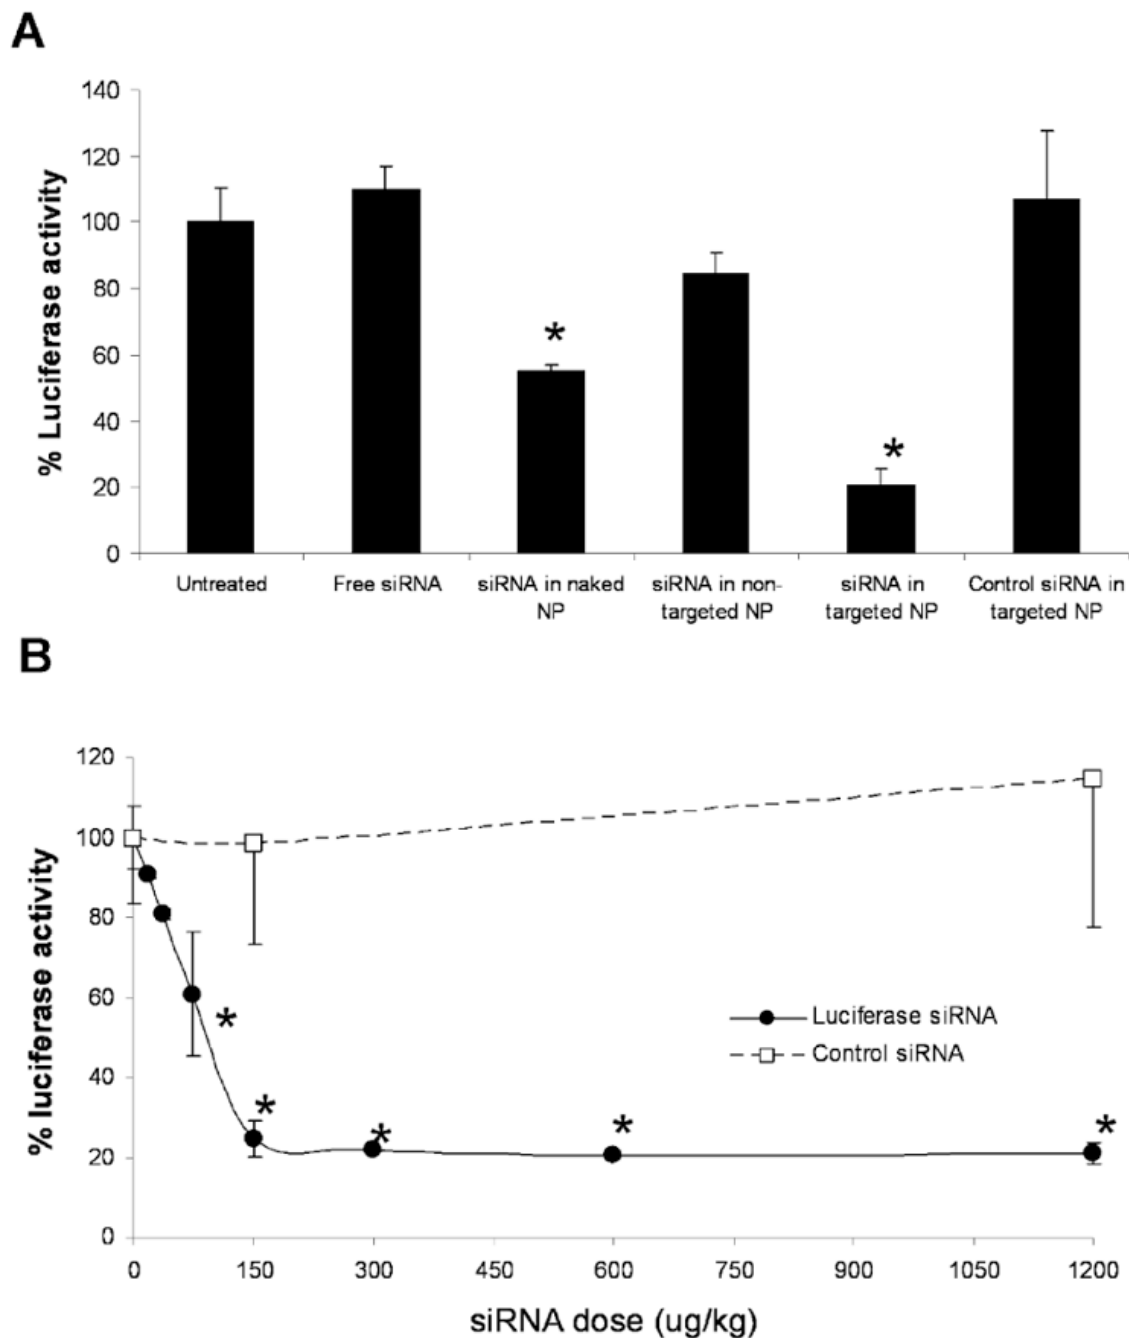 A
% Luciferase activity
140
120
100
80
60
40
20
0
*
*
Untreated
Free siRNA
siRNA in naked
NP
siRNA in non-
targeted NP
siRNA in
targeted NP
Control siRNA in
targeted NP
B
% luciferase activity
120
100
80
60
40
20
0
*
*
*
*
*
Luciferase siRNA
Control siRNA
0
150
300
450
600
750
900
1050
1200
siRNA dose (ug/kg)